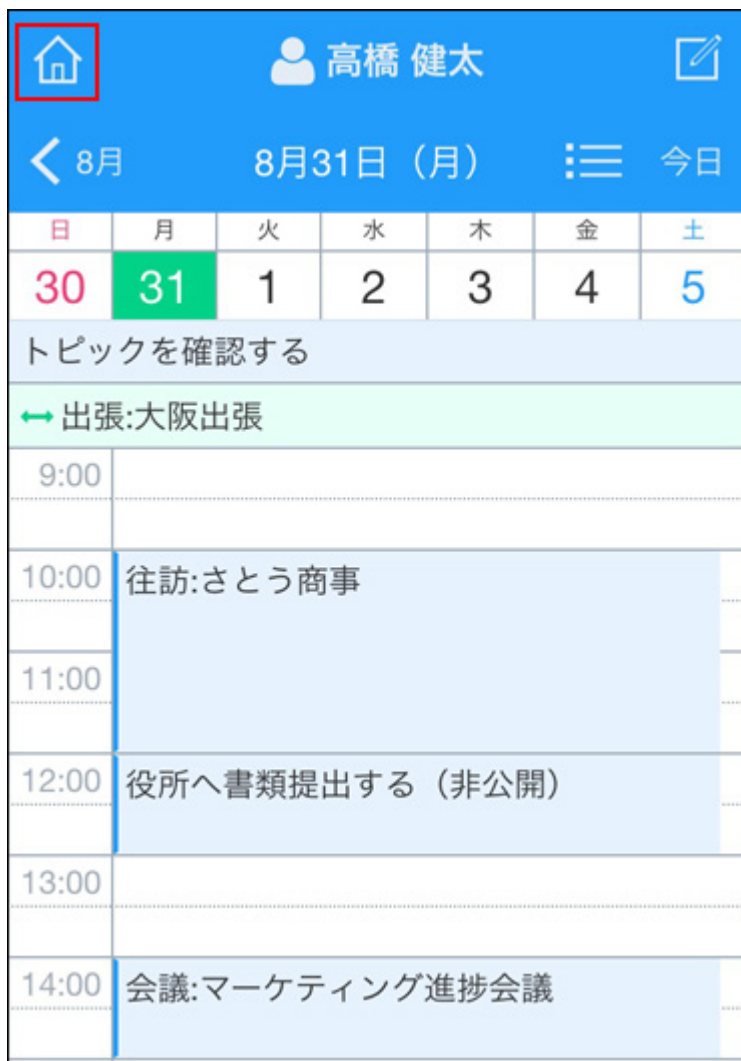 高橋 健太
8月 8月31日（月） 今日
日 月 火 水 木 金 土
30 31 1 2 3 4 5
トピックを確認する
出張:大阪出張
9:00
10:00 往訪:さとう商事
11:00
12:00 役所へ書類提出する（非公開）
13:00
14:00 会議:マーケティング進捗会議